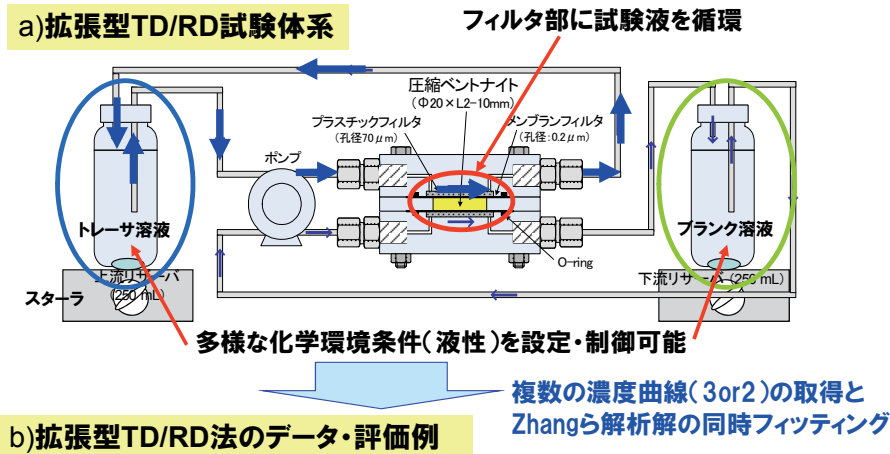 a)拡張型TD/RD試験体系
フィルタ部に試験液を循環
圧縮ベントナイト
(Φ20×L2-10mm)
プラスチックフィルタ
(孔径70μm)
メンブランフィルタ
(孔径:0.2μm)
ポンプ
トレーサ溶液
ブランク溶液
O-ring
上流リザーバ
(250 mL)
スターラ
下流リザーバ(250 mL)
多様な化学環境条件(液性)を設定・制御可能
複数の濃度曲線(3or2)の取得と
Zhangら解析解の同時フィッティング
b)拡張型TD/RD法のデータ・評価例